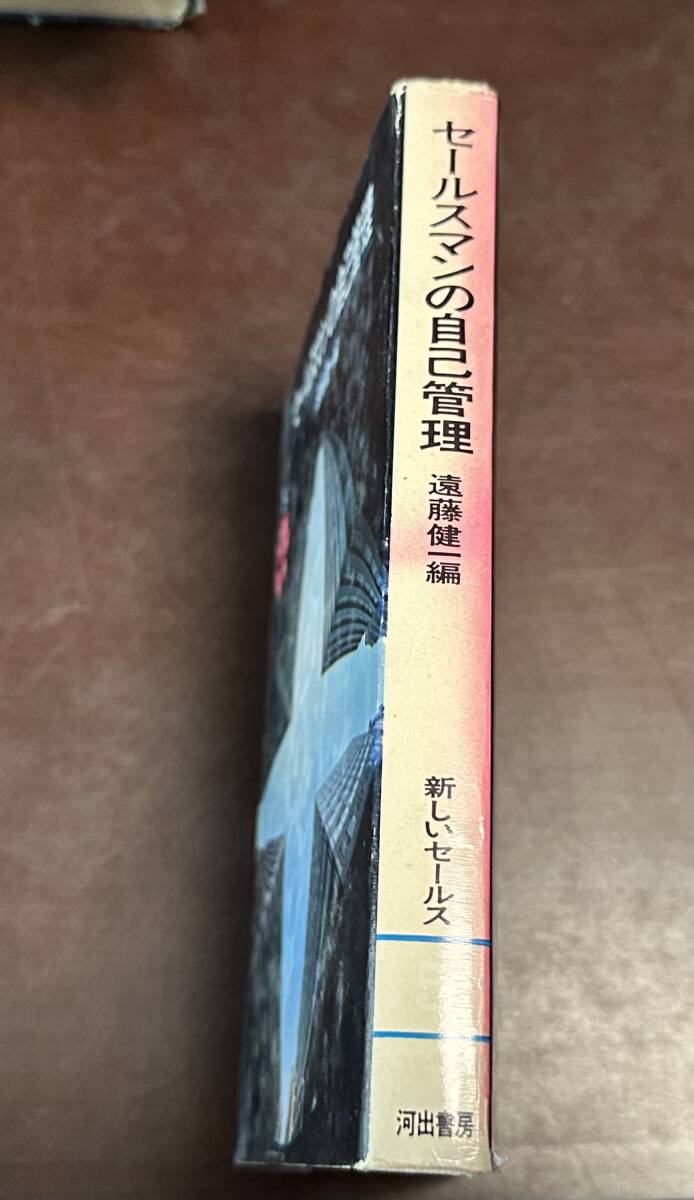 セールスマンの自己管理
遠藤健一編
新しいセールス
河出書房